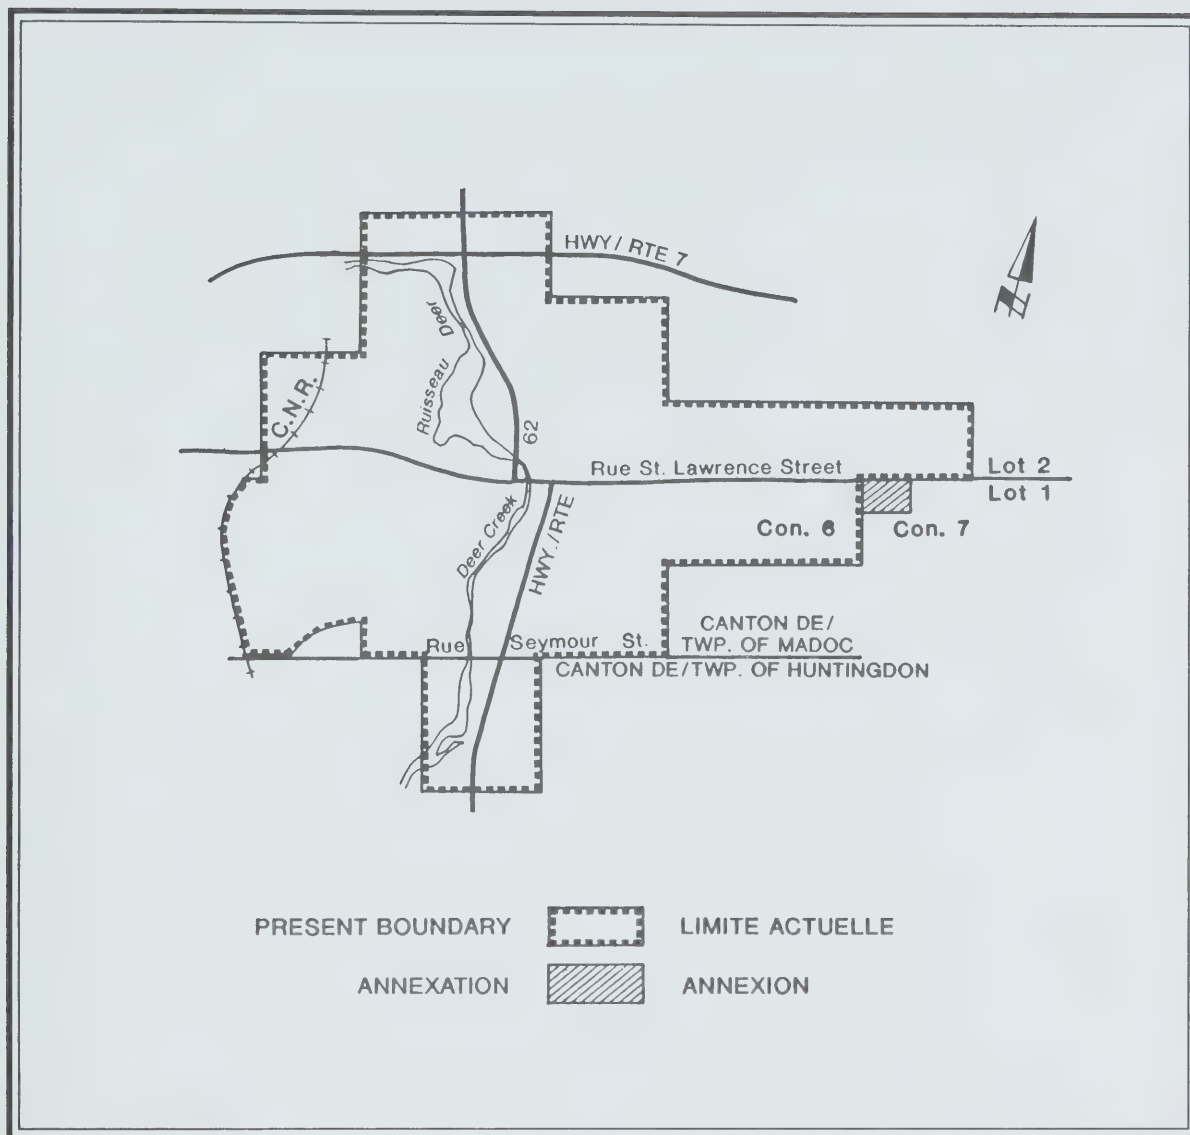 HWY/ RTE 7
Deer
Ruisseau
C.N.R.
62
Rue St. Lawrence Street
Lot 2
Lot 1
Con. 6
Con. 7
Deer Creek
HWY./RTE
Rue Seymour St.
CANTON DE/
TWP. OF MADOC
CANTON DE/TWP. OF HUNTINGDON
N
PRESENT BOUNDARY LIMITE ACTUELLE
ANNEXATION ANNEXION